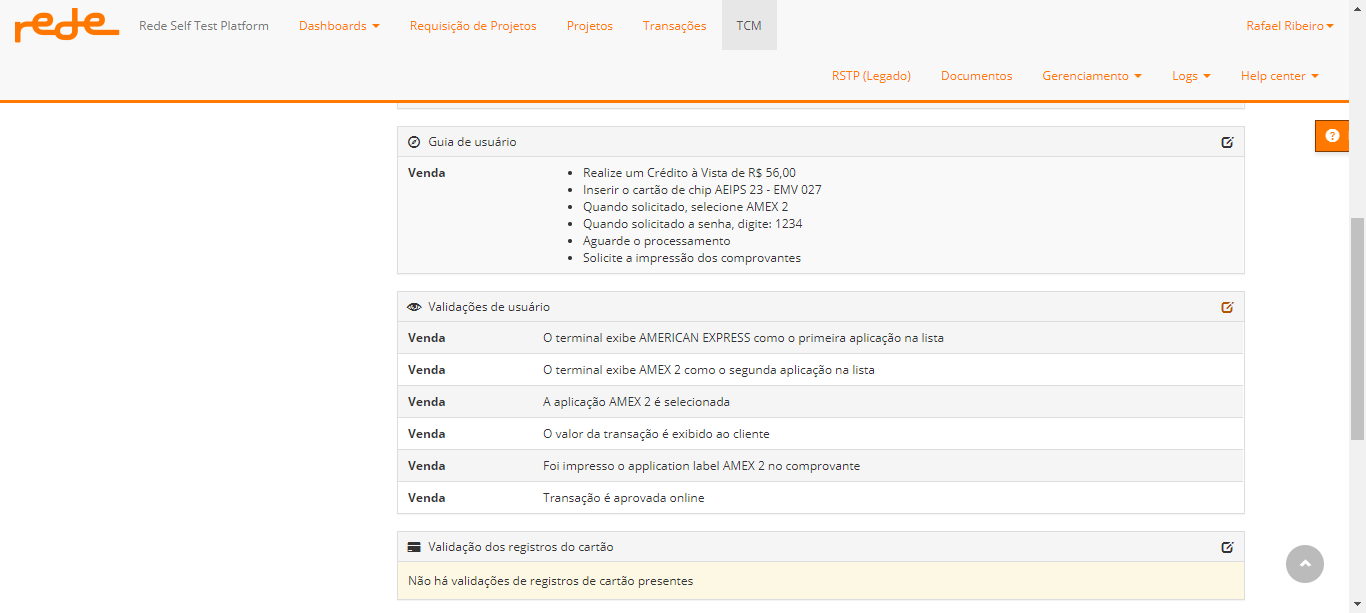 rede Rede Self Test Platform Dashboards Requisição de Projetos Projetos Transações TCM Rafael Ribeiro
RSTP (Legado) Documentos Gerenciamento Logs Help center
Guia de usuário
Venda
Realize um Crédito à Vista de R$ 56,00
Inserir o cartão de chip AEIPS 23 - EMV 027
Quando solicitado, selecione AMEX 2
Quando solicitado a senha, digite: 1234
Aguarde o processamento
Solicite a impressão dos comprovantes
Validações de usuário
Venda O terminal exibe AMERICAN EXPRESS como o primeira aplicação na lista
Venda O terminal exibe AMEX 2 como o segunda aplicação na lista
Venda A aplicação AMEX 2 é selecionada
Venda O valor da transação é exibido ao cliente
Venda Foi impresso o application label AMEX 2 no comprovante
Venda Transação é aprovada online
Validação dos registros do cartão
Não há validações de registros de cartão presentes